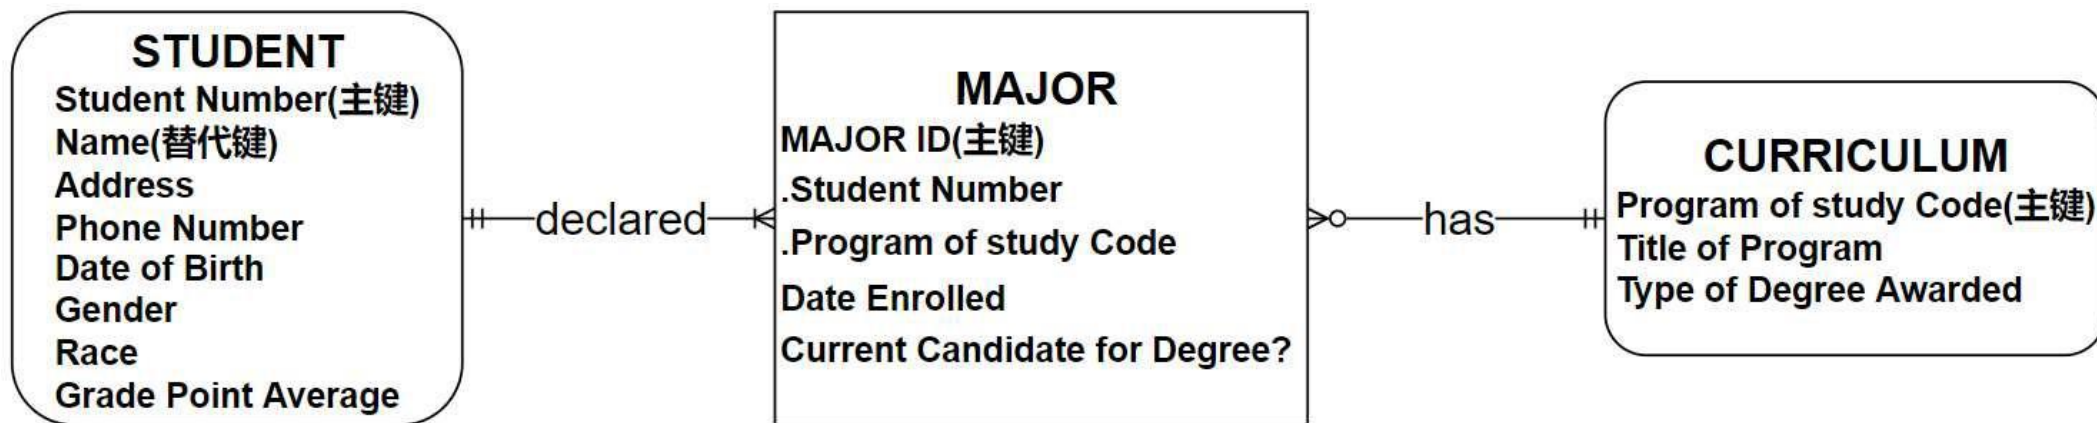 STUDENT
Student Number(主键)
Name(替代键)
Address
Phone Number
Date of Birth
Gender
Race
Grade Point Average
declared
MAJOR
MAJOR ID(主键)
.Student Number
.Program of study Code
Date Enrolled
Current Candidate for Degree?
has
CURRICULUM
Program of study Code(主键)
Title of Program
Type of Degree Awarded